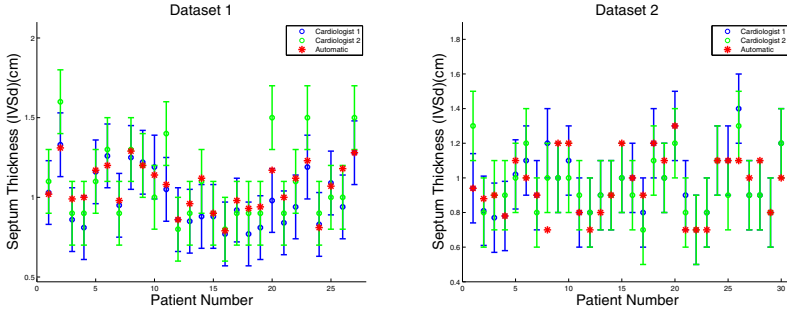 Dataset 1
Septum Thickness (IVSd)(cm)
2
1.5
1
0.5
Cardiologist 1
Cardiologist 2
Automatic
0 5 10 15 20 25
Patient Number
Dataset 2
Septum Thickness (IVSd)(cm)
1.8
1.6
1.4
1.2
1
0.8
0.6
0.4
Cardiologist 1
Cardiologist 2
Automatic
0 5 10 15 20 25 30
Patient Number